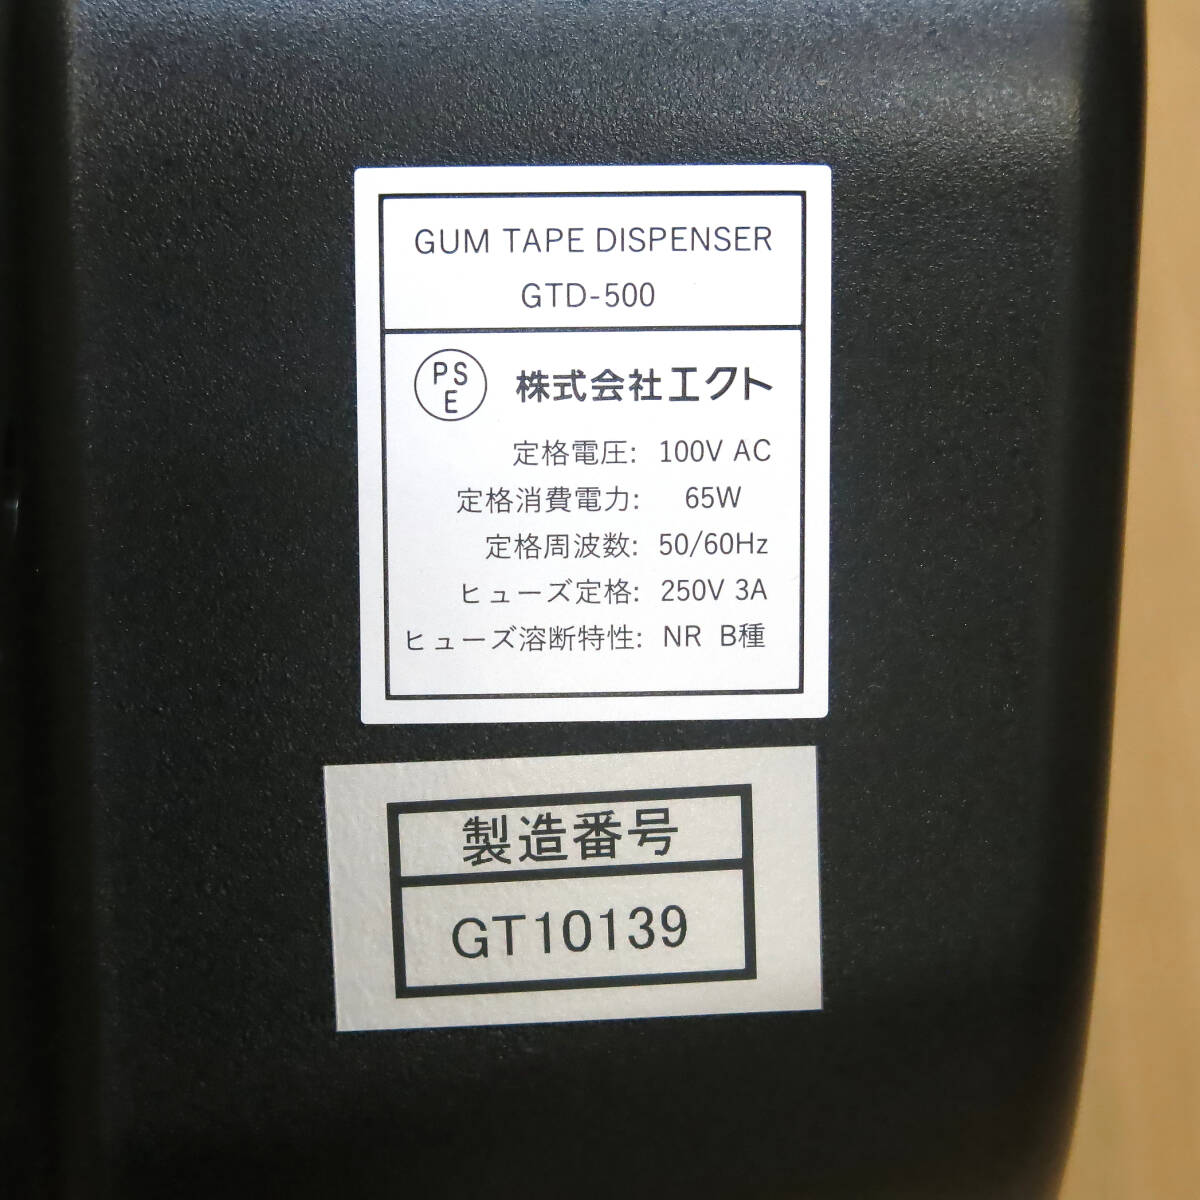 GUM TAPE DISPENSER
GTD-500
PSE 株式会社エクト
定格電圧: 100V AC
定格消費電力: 65W
定格周波数: 50/60Hz
ヒューズ定格: 250V 3A
ヒューズ溶断特性: NR B種
製造番号
GT10139